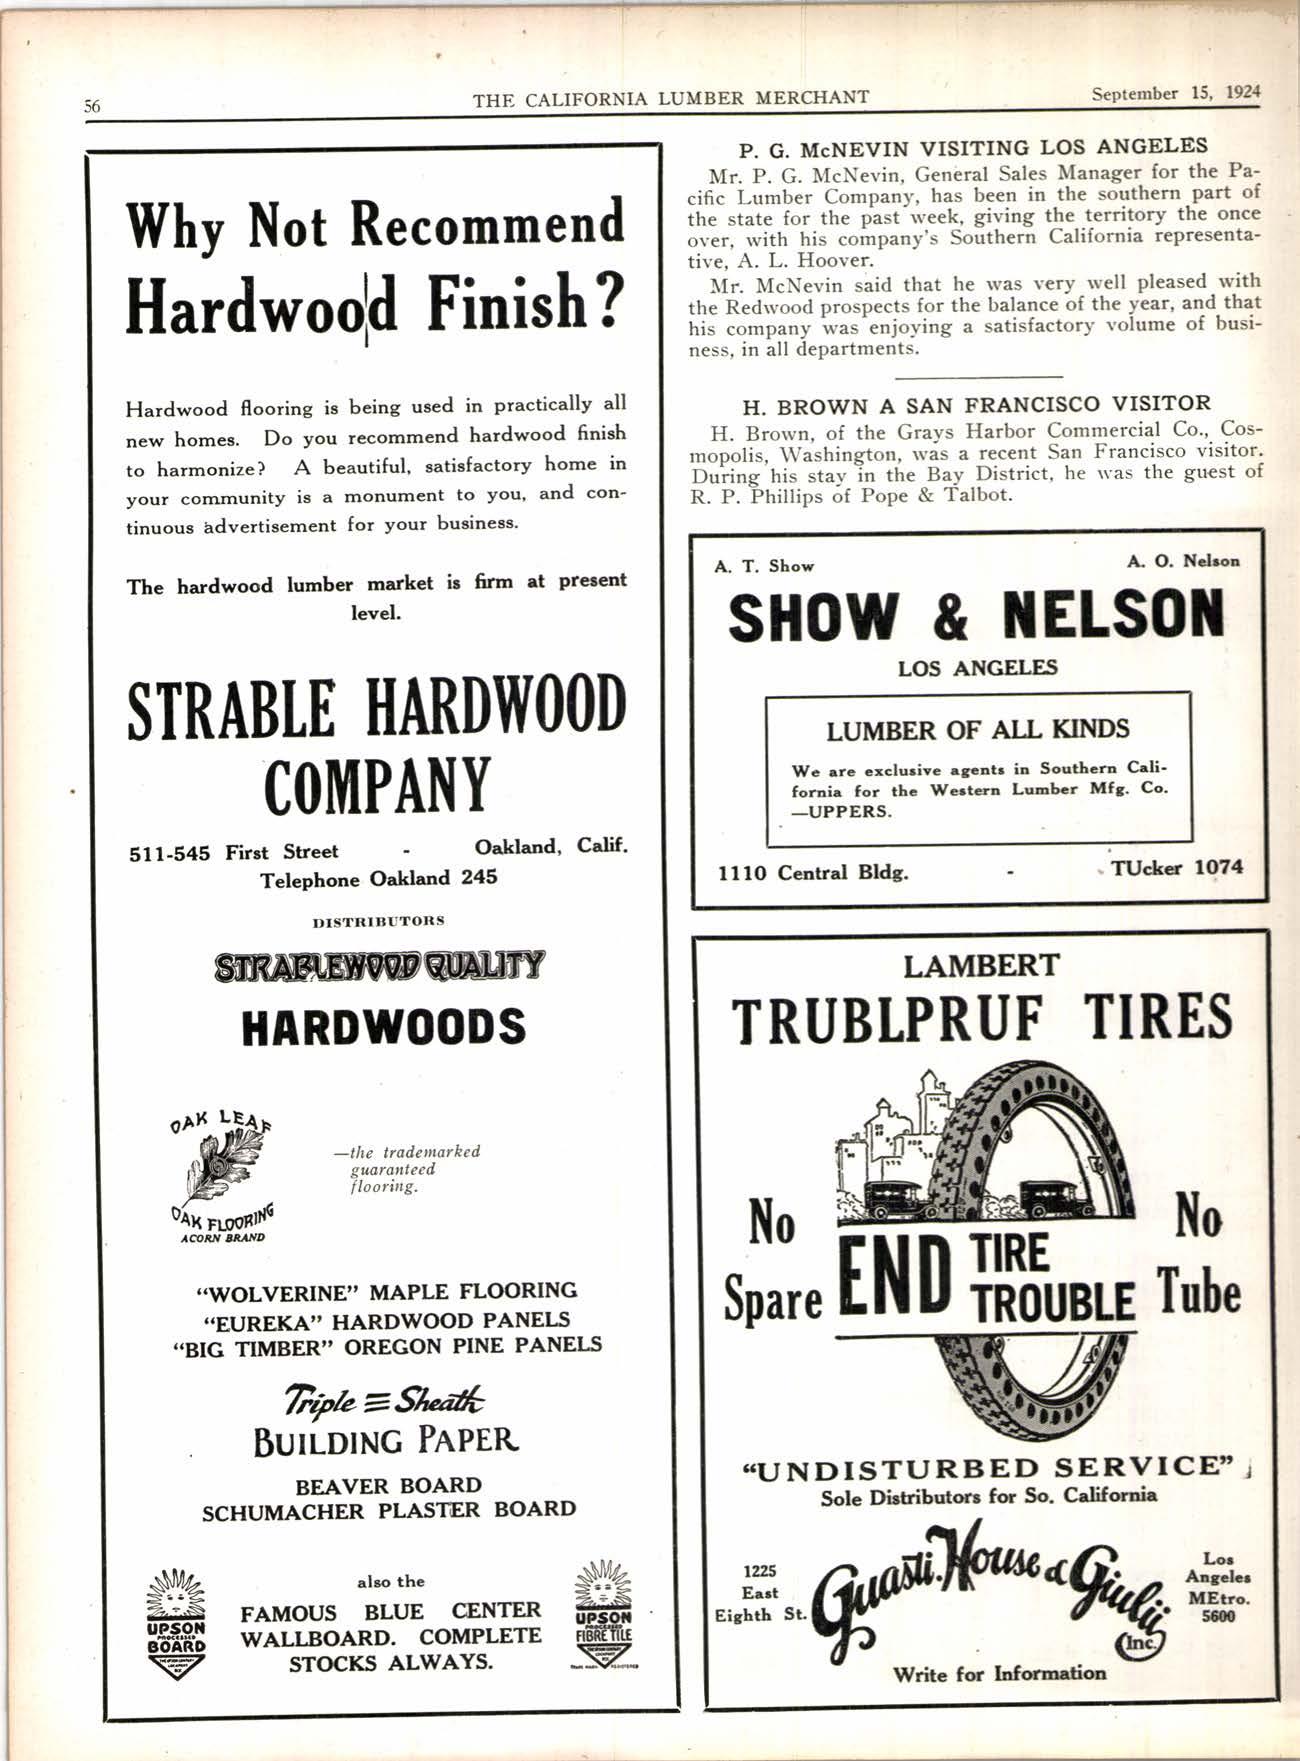 56
THE CALIFORNIA LUMBER MERCHANT
September 15, 1924
Why Not Recommend
Hardwood Finish?
Hardwood flooring is being used in practically all
new homes. Do you recommend hardwood finish
to harmonize? A beautiful, satisfactory home in
your community is a monument to you, and con-
tinuous advertisement for your business.
The hardwood lumber market is firm at present
level.
STRABLE HARDWOOD
COMPANY
511-545 First Street - Oakland, Calif.
Telephone Oakland 245
DISTRIBUTORS
STRABLEWOOD QUALITY
HARDWOODS
OAK LEAF
OAK FLOORING
ACORN BRAND
—the trademarked
guaranteed
flooring.
"WOLVERINE" MAPLE FLOORING
"EUREKA" HARDWOOD PANELS
"BIG TIMBER" OREGON PINE PANELS
Triple Sheath
BUILDING PAPER
BEAVER BOARD
SCHUMACHER PLASTER BOARD
UPSON
PROCESSED
BOARD
also the
FAMOUS BLUE CENTER
WALLBOARD. COMPLETE
STOCKS ALWAYS.
UPSON
PROCESSED
FIBRE TILE
TRADE MARK REGISTERED
P. G. McNEVIN VISITING LOS ANGELES
Mr. P. G. McNevin, General Sales Manager for the Pa-
cific Lumber Company, has been in the southern part of
the state for the past week, giving the territory the once
over, with his company's Southern California representa-
tive, A. L. Hoover.
Mr. McNevin said that he was very well pleased with
the Redwood prospects for the balance of the year, and that
his company was enjoying a satisfactory volume of busi-
ness, in all departments.
H. BROWN A SAN FRANCISCO VISITOR
H. Brown, of the Grays Harbor Commercial Co., Cos-
mopolis, Washington, was a recent San Francisco visitor.
During his stay in the Bay District, he was the guest of
R. P. Phillips of Pope & Talbot.
A. T. Show
A. O. Nelson
SHOW & NELSON
LOS ANGELES
LUMBER OF ALL KINDS
We are exclusive agents in Southern Cali-
fornia for the Western Lumber Mfg. Co.
—UPPERS.
1110 Central Bldg. - TUcker 1074
LAMBERT
TRUBLPRUF TIRES
No
Spare
END TIRE
TROUBLE
No
Tube
"UNDISTURBED SERVICE"
Sole Distributors for So. California
1225
East
Eighth St.
Guasti. House & Giulii
Inc.
Los
Angeles
MEtro.
5600
Write for Information